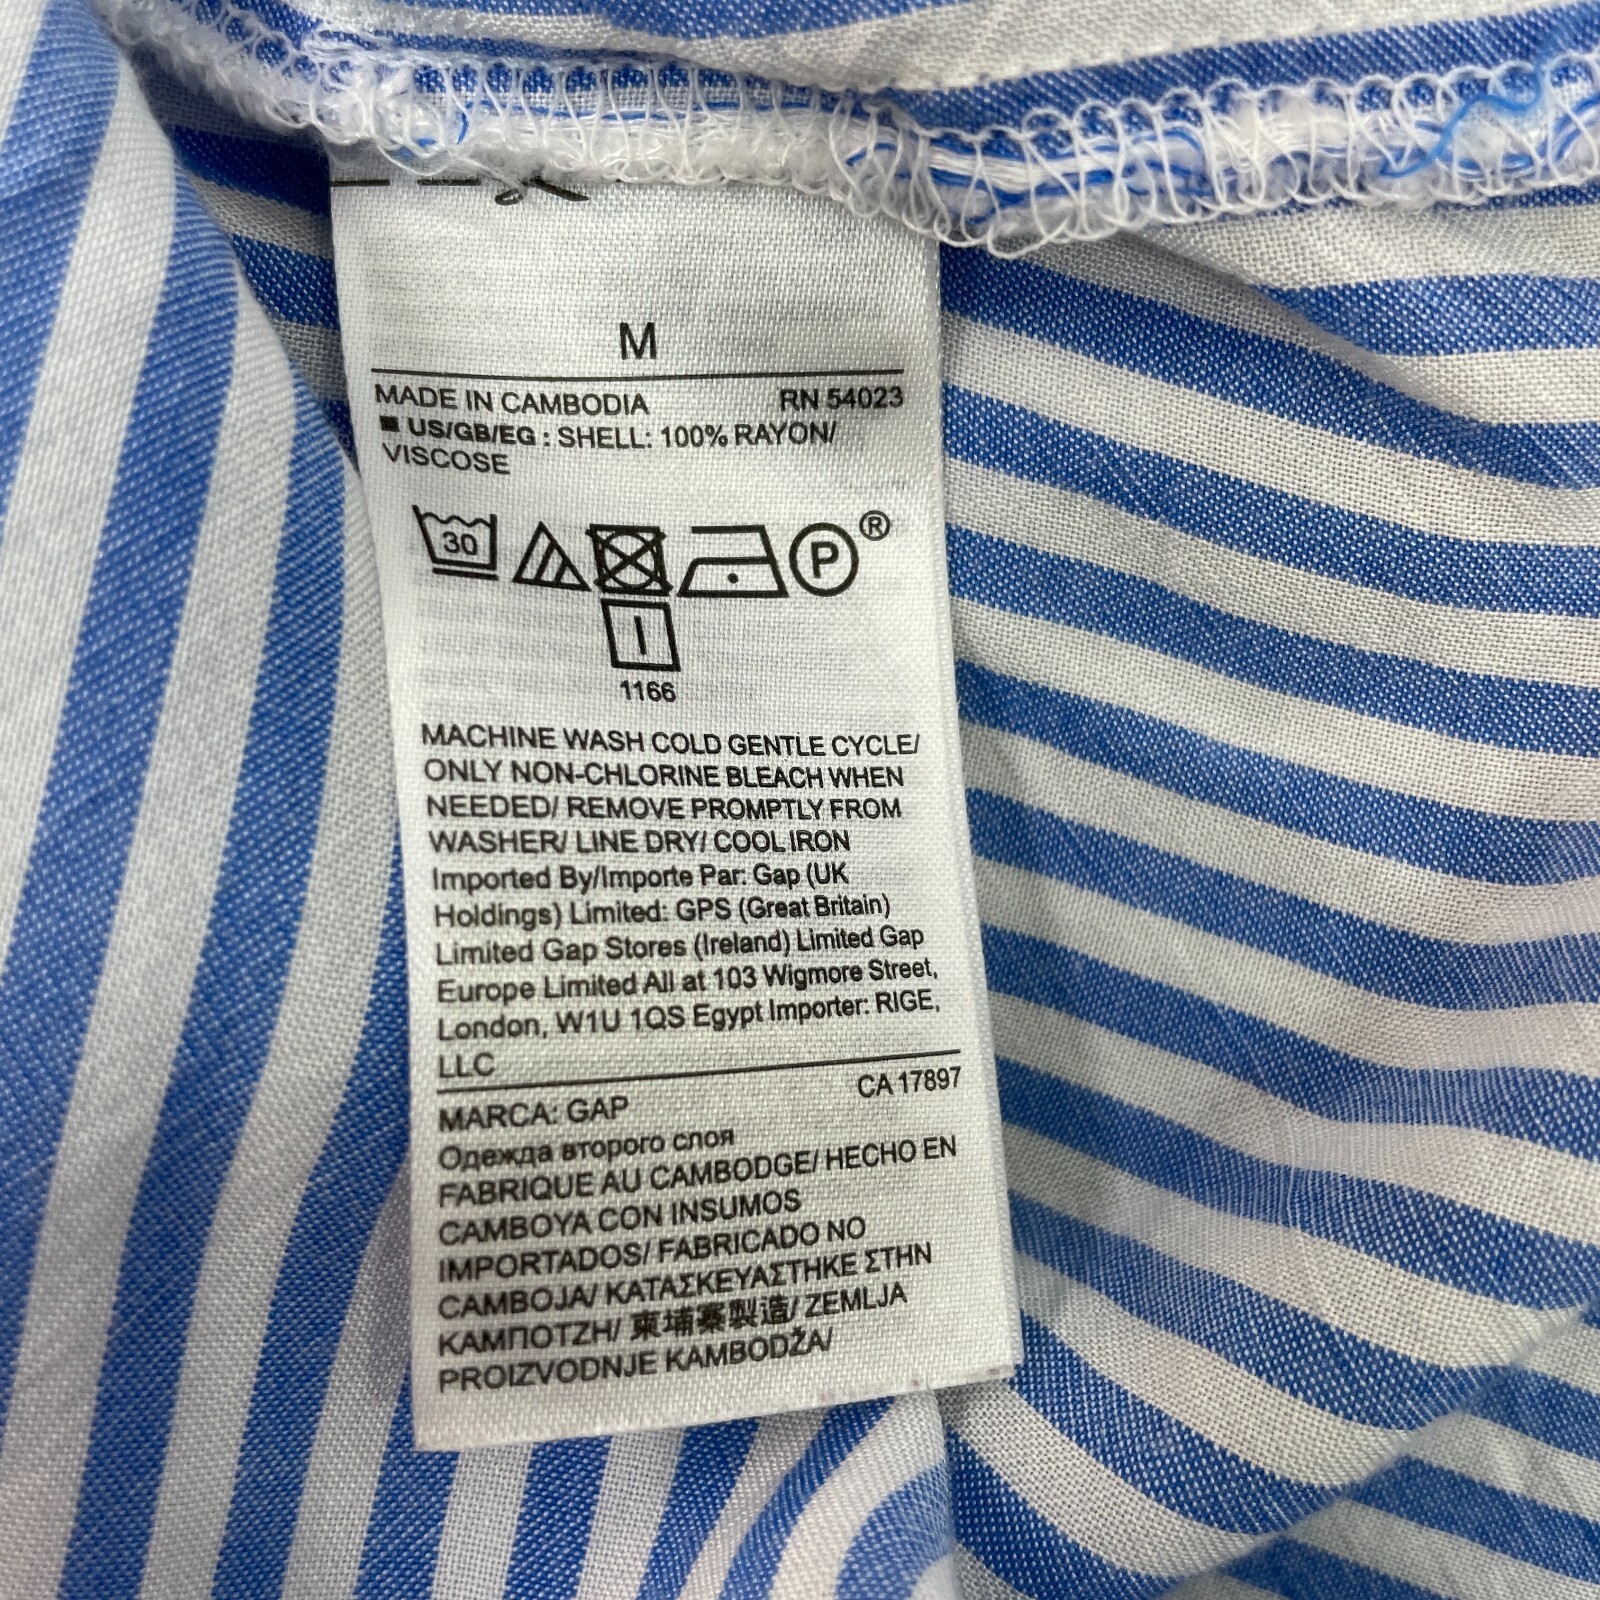 M
MADE IN CAMBODIA RN 54023
US/GB/EG : SHELL: 100% RAYON/
VISCOSE
30 P ®
1166
MACHINE WASH COLD GENTLE CYCLE/
ONLY NON-CHLORINE BLEACH WHEN
NEEDED/ REMOVE PROMPTLY FROM
WASHER/ LINE DRY/ COOL IRON
Imported By/Importe Par: Gap (UK
Holdings) Limited: GPS (Great Britain)
Limited Gap Stores (Ireland) Limited Gap
Europe Limited All at 103 Wigmore Street,
London, W1U 1QS Egypt Importer: RIGE,
LLC
CA 17897
MARCA: GAP
Одежда второго слоя
FABRIQUE AU CAMBODGE/ HECHO EN
CAMBOYA CON INSUMOS
IMPORTADOS/ FABRICADO NO
CAMBOJA/ ΚΑΤΑΣΚΕΥΑΣΤΗΚΕ ΣΤΗΝ
ΚΑΜΠΟΤΖΗ/ 柬埔寨製造/ ZEMLJA
PROIZVODNJE KAMBODŽA/